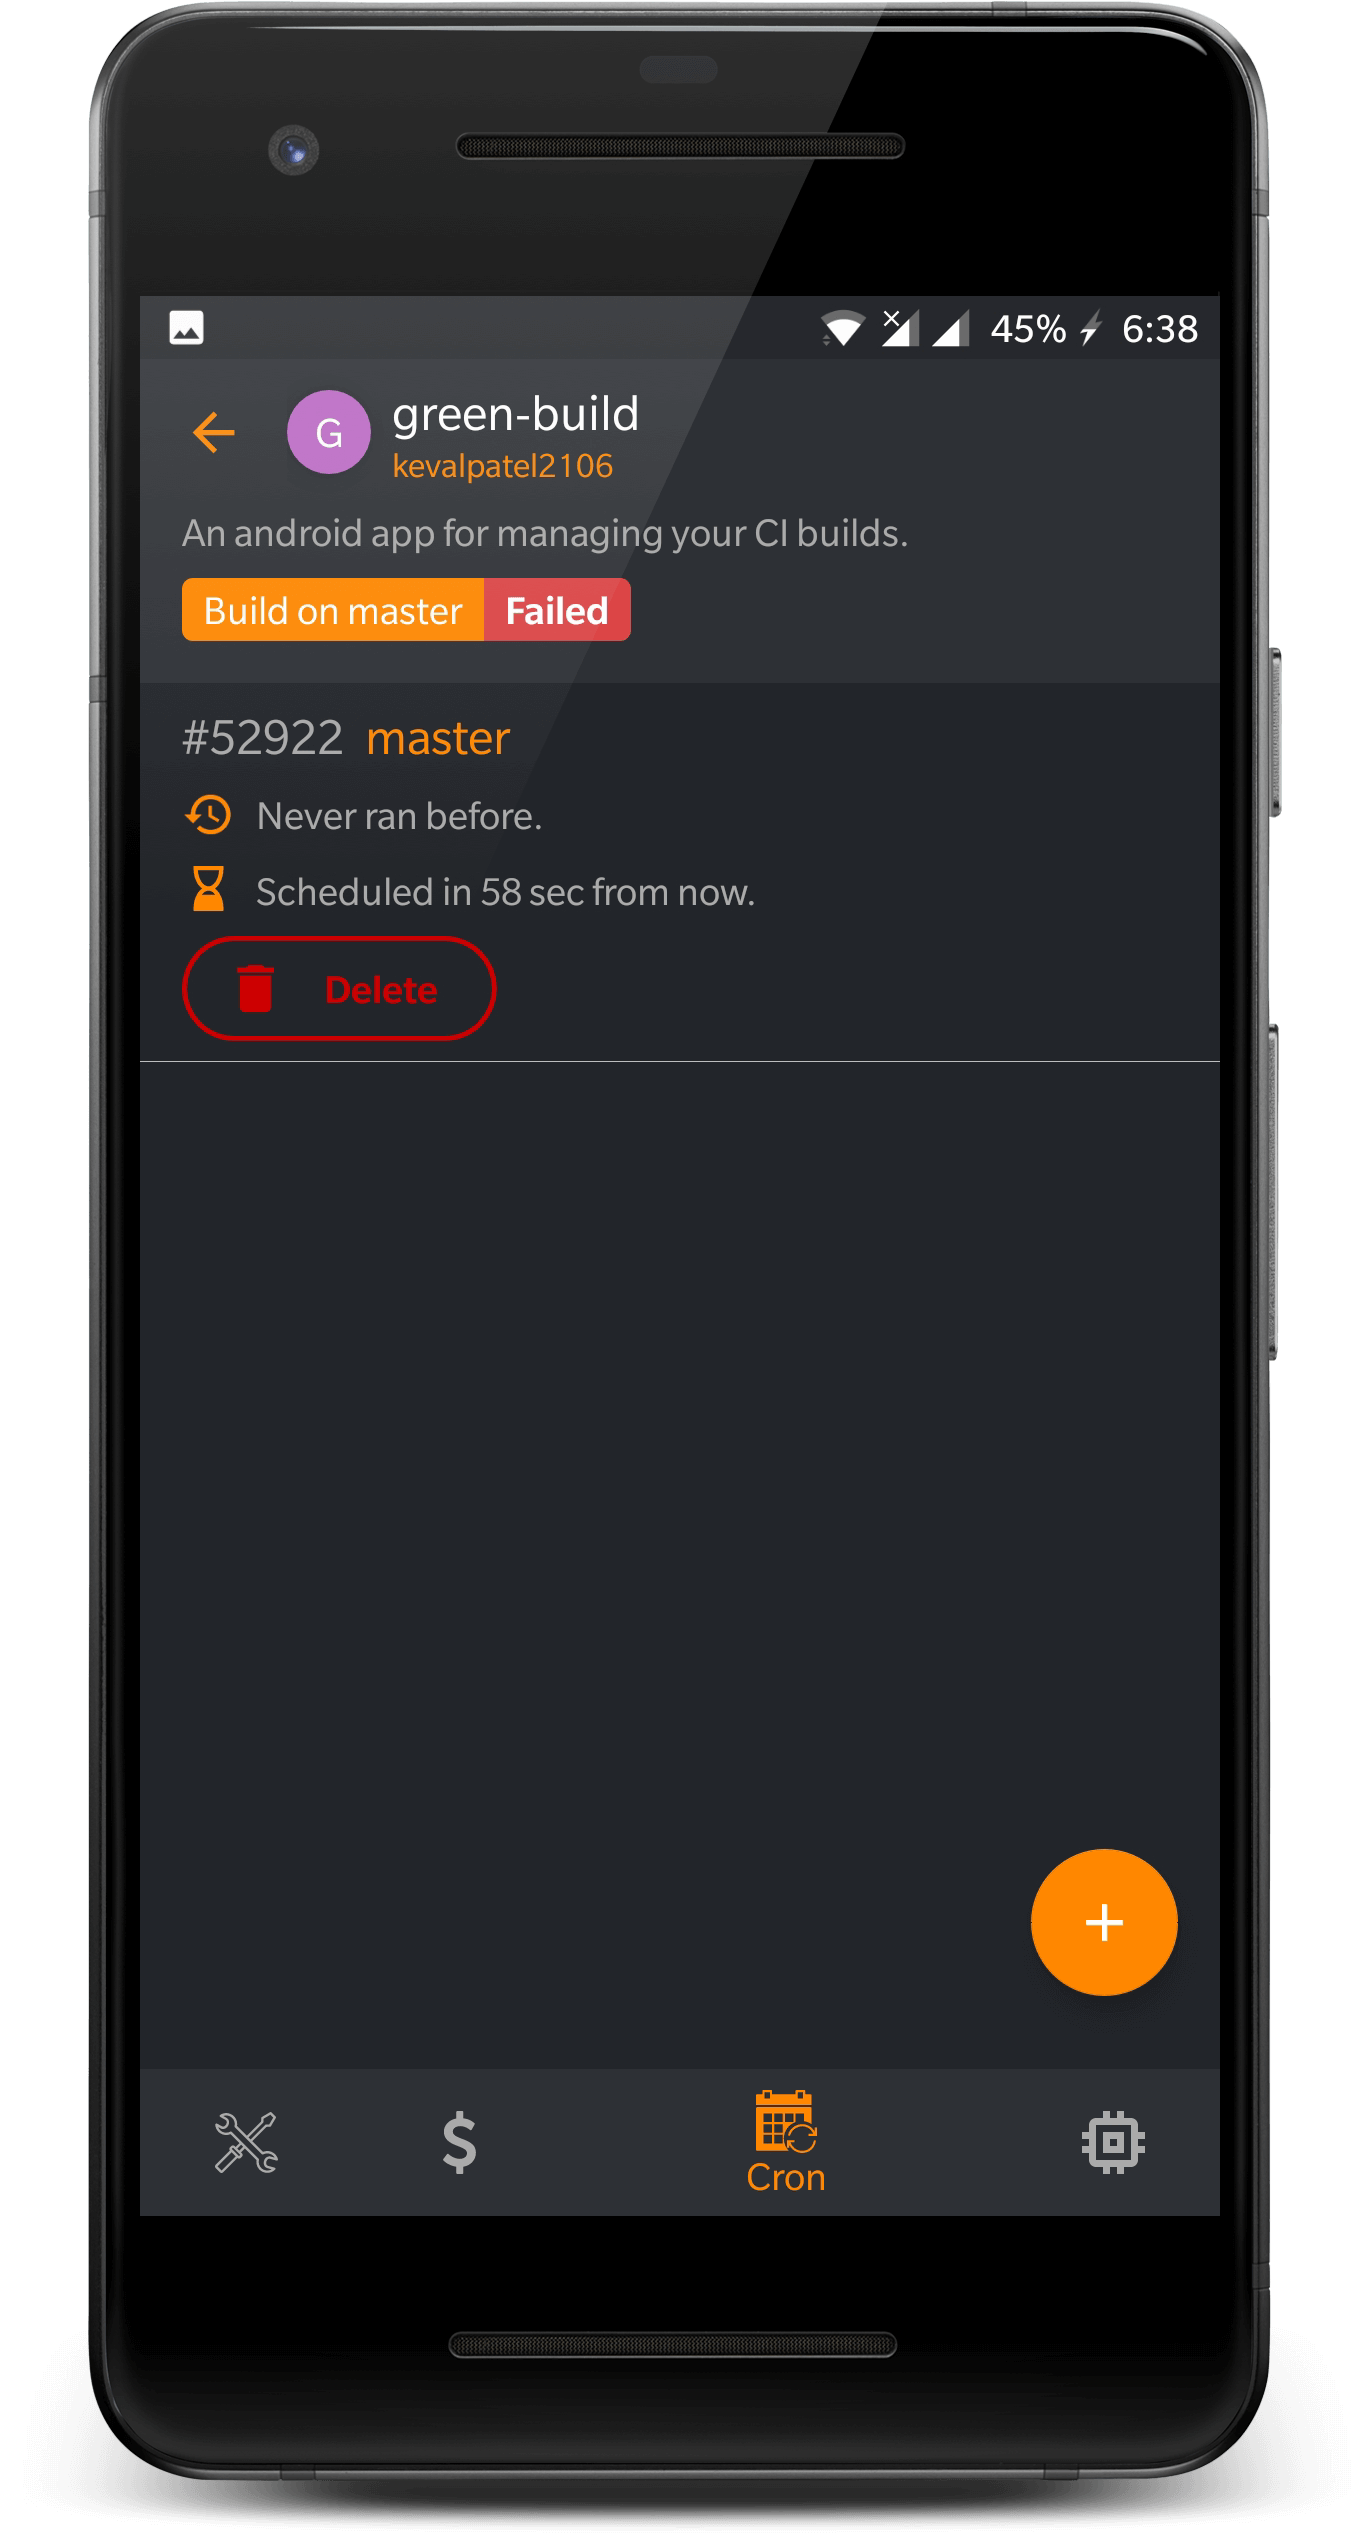 45% 6:38
G green-build
kevalpatel2106
An android app for managing your CI builds.
Build on master Failed
#52922 master
Never ran before.
Scheduled in 58 sec from now.
Delete
Cron